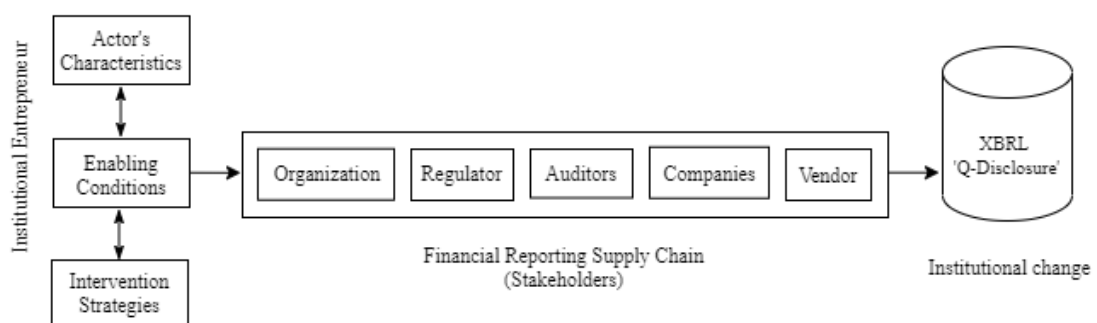 Institutional Entrepreneur
Actor's
Characteristics
Enabling
Conditions
Intervention
Strategies
Organization
Regulator
Auditors
Companies
Vendor
Financial Reporting Supply Chain
(Stakeholders)
XBRL
'Q-Disclosure'
Institutional change